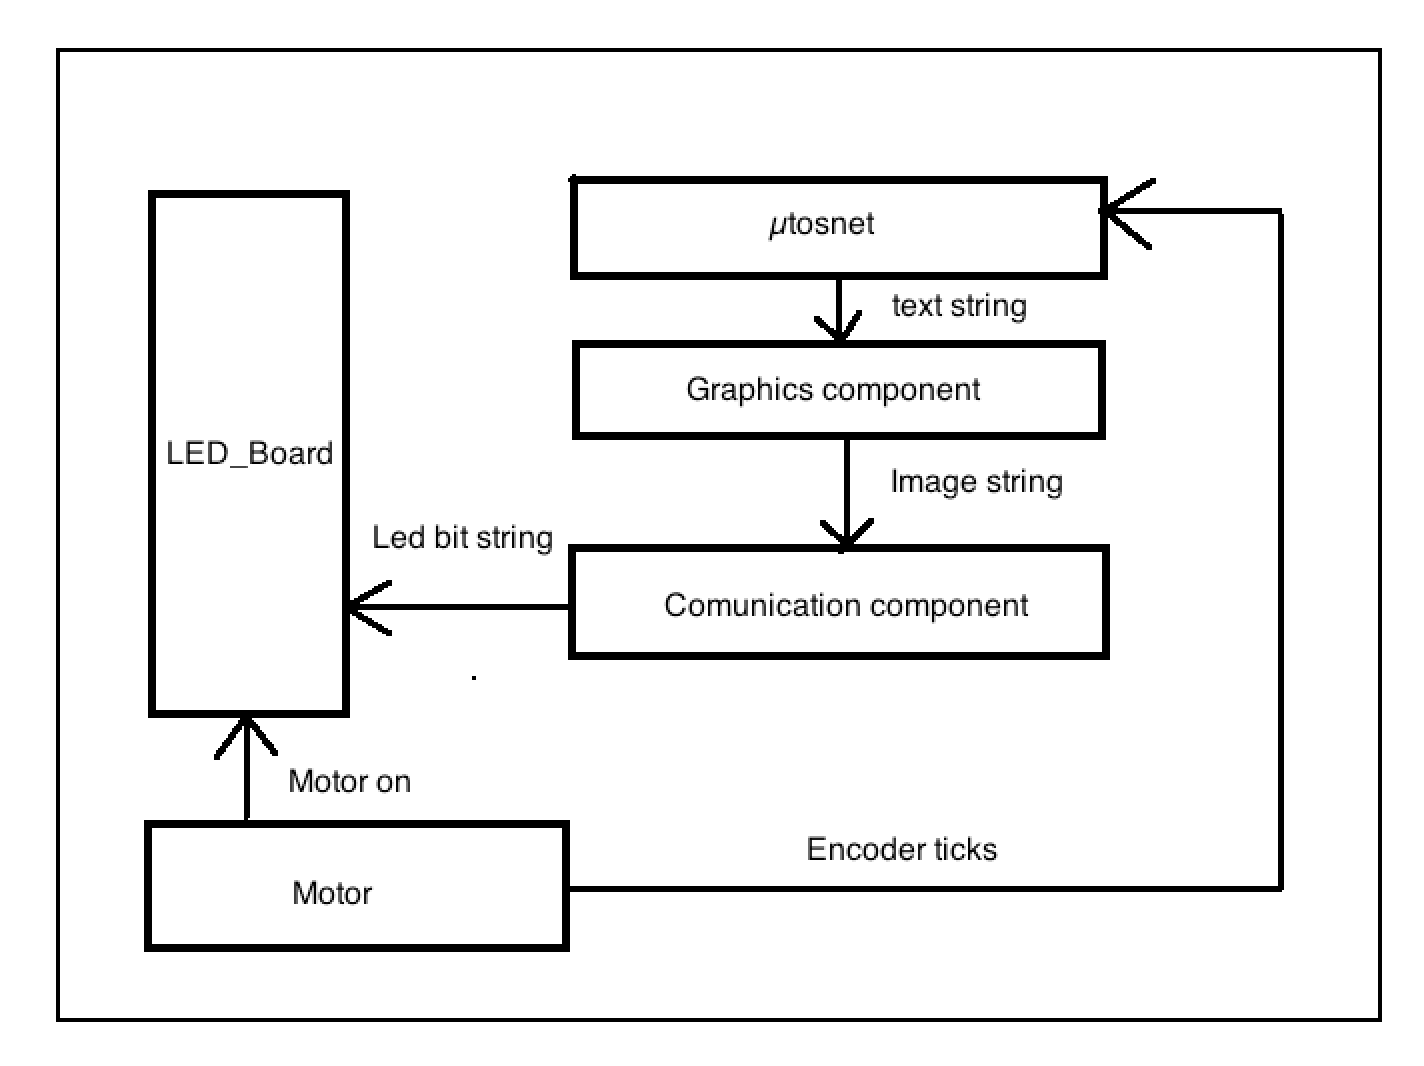 µtosnet
text string
Graphics component
LED_Board
Image string
Led bit string
Comunication component
Motor on
Encoder ticks
Motor